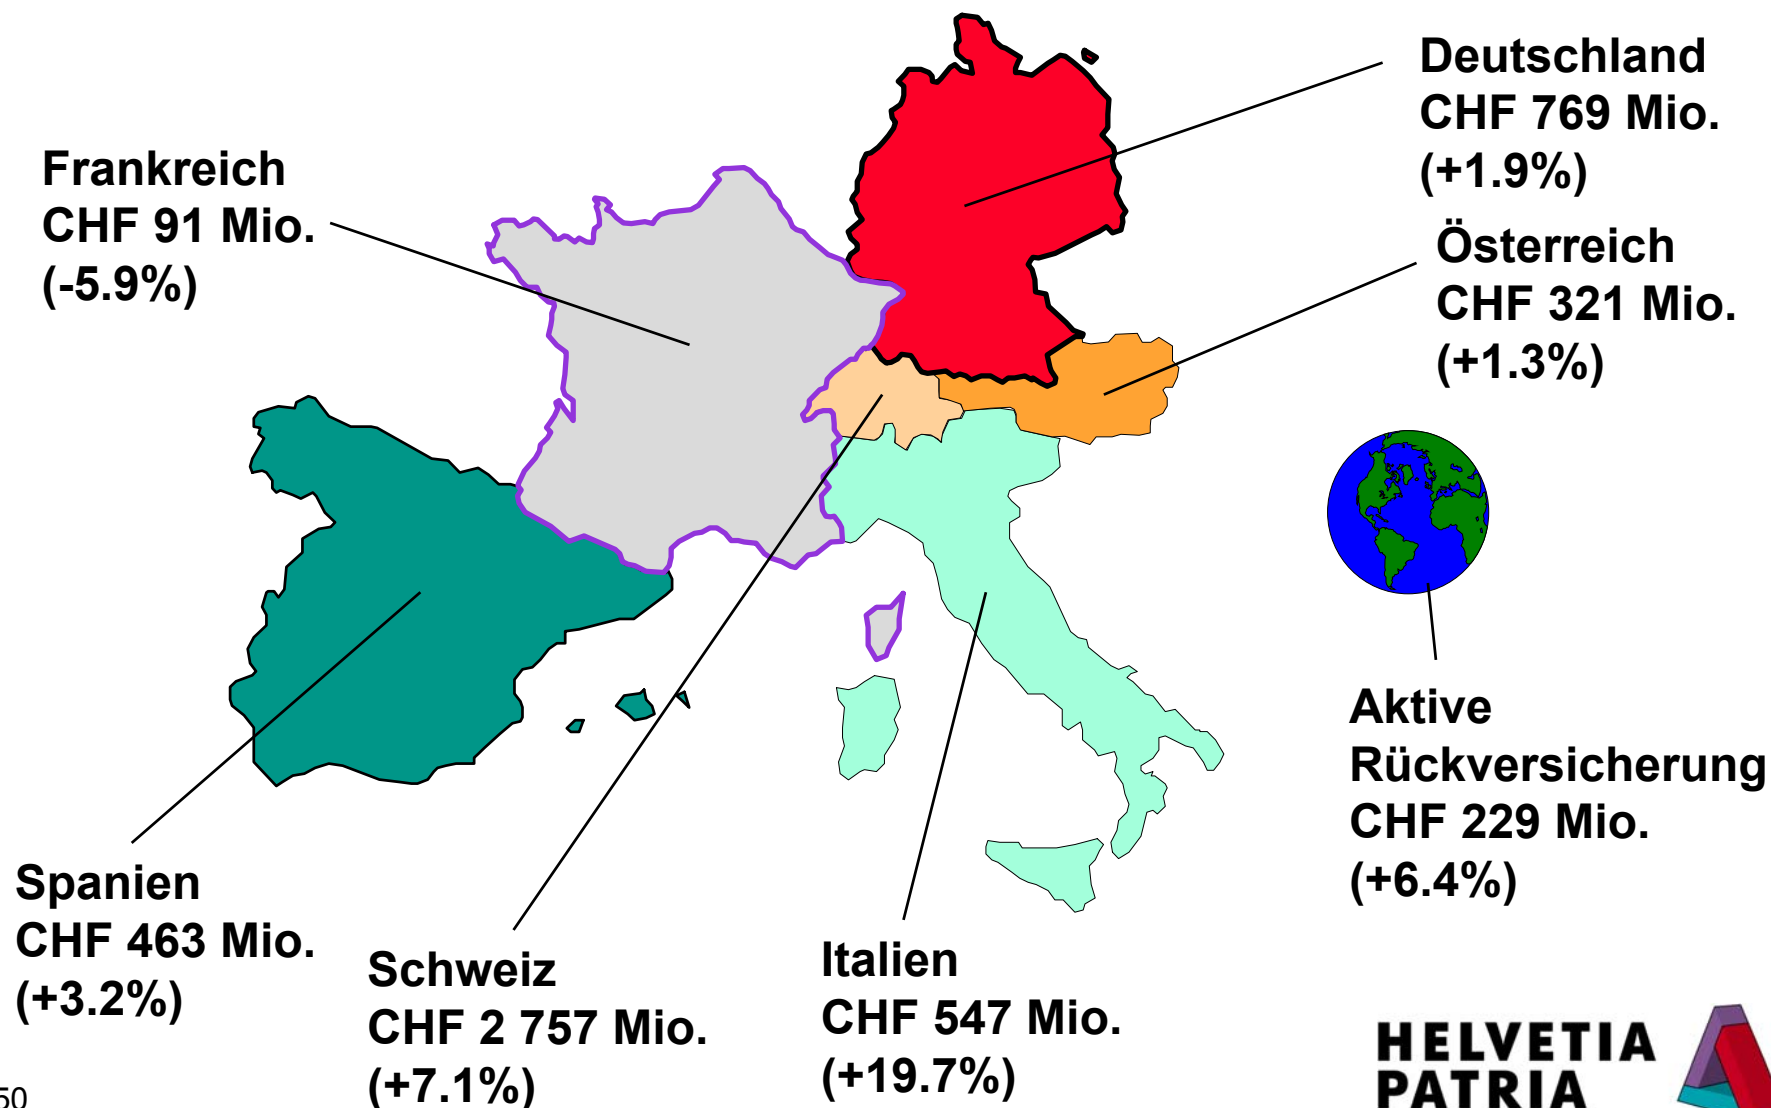 Deutschland
CHF 769 Mio.
(+1.9%)
Frankreich
CHF 91 Mio.
(-5.9%)
Österreich
CHF 321 Mio.
(+1.3%)
Aktive
Rückversicherung
CHF 229 Mio.
(+6.4%)
Spanien
CHF 463 Mio.
(+3.2%)
Schweiz
CHF 2 757 Mio.
(+7.1%)
Italien
CHF 547 Mio.
(+19.7%)
HELVETIA
PATRIA
50